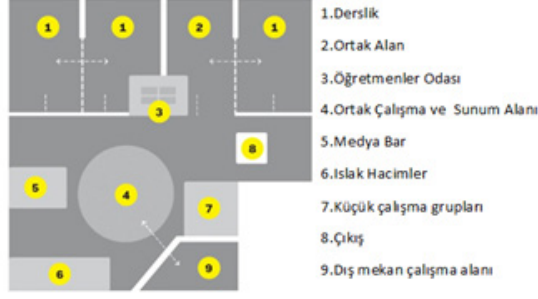 1
1
2
1
3
8
5
4
7
6
9
1.Derslik
2.Ortak Alan
3.Öğretmenler Odası
4.Ortak Çalışma ve Sunum Alanı
5.Medya Bar
6.Islak Hacimler
7.Küçük çalışma grupları
8.Çıkış
9.Dış mekan çalışma alanı